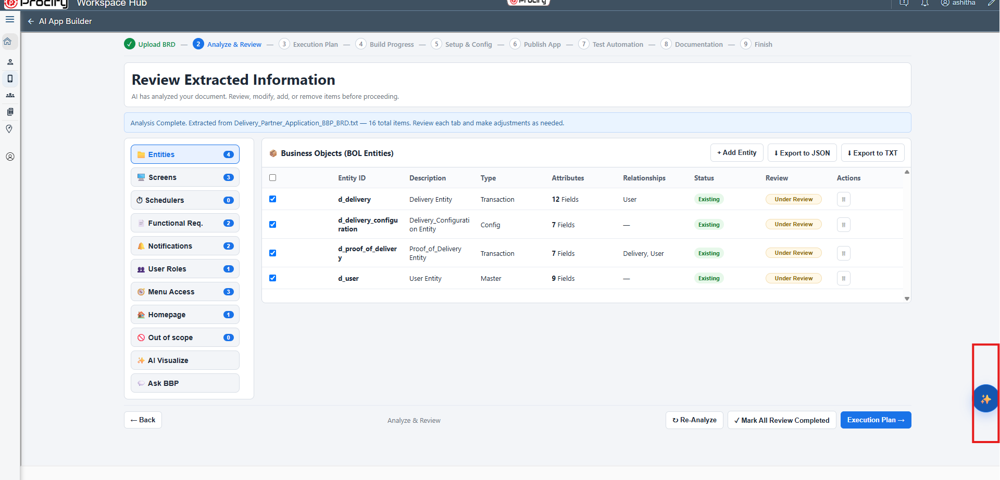 Procify
Workspace Hub
Procify
ashitha
← AI App Builder
✓ Upload BRD — 2 Analyze & Review — 3 Execution Plan — 4 Build Progress — 5 Setup & Config — 6 Publish App — 7 Test Automation — 8 Documentation — 9 Finish
Review Extracted Information
AI has analyzed your document. Review, modify, add, or remove items before proceeding.
Analysis Complete. Extracted from Delivery_Partner_Application_BBP_BRD.txt — 16 total items. Review each tab and make adjustments as needed.
Entities 4
Screens 3
Schedulers 0
Functional Req. 2
Notifications 2
User Roles 1
Menu Access 3
Homepage 1
Out of scope 0
AI Visualize
Ask BBP
Business Objects (BOL Entities)
+ Add Entity
⬇ Export to JSON
⬇ Export to TXT
Entity ID Description Type Attributes Relationships Status Review Actions
d_delivery Delivery Entity Transaction 12 Fields User Existing Under Review
d_delivery_configu
ration
Delivery_Configurati
on Entity
Config 7 Fields — Existing Under Review
d_proof_of_deliver
y
Proof_of_Delivery
Entity
Transaction 7 Fields Delivery, User Existing Under Review
d_user User Entity Master 9 Fields — Existing Under Review
← Back
Analyze & Review
↻ Re-Analyze
✓ Mark All Review Completed
Execution Plan →